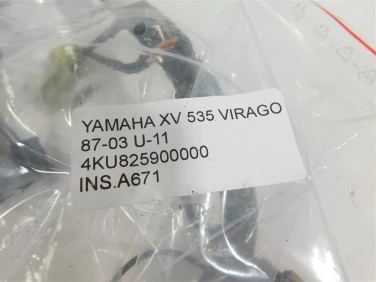 YAMAHA XV 535 VIRAGO
87-03 U-11
4KU825900000
INS.A671